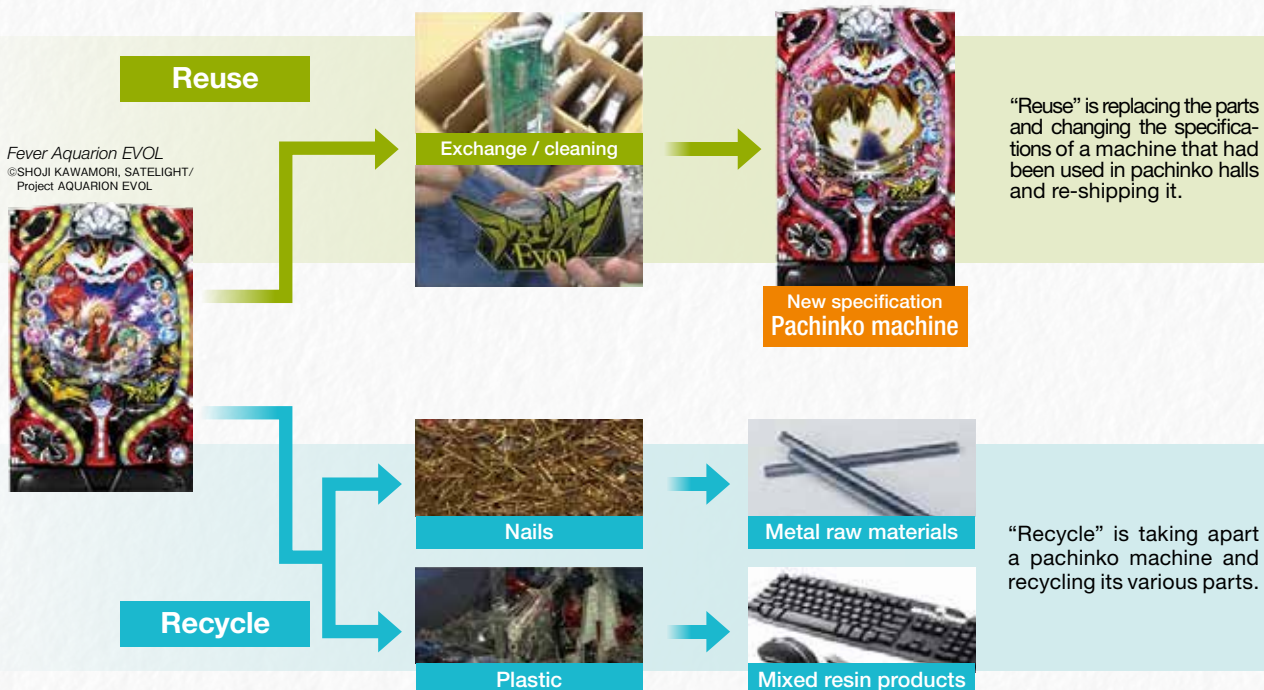 Reuse
Fever Aquarion EVOL
©SHOJI KAWAMORI, SATELIGHT/
Project AQUARION EVOL
Exchange / cleaning
EVOL
New specification
Pachinko machine
“Reuse” is replacing the parts
and changing the specifica-
tions of a machine that had
been used in pachinko halls
and re-shipping it.
Recycle
Nails
Metal raw materials
Plastic
Mixed resin products
“Recycle” is taking apart
a pachinko machine and
recycling its various parts.